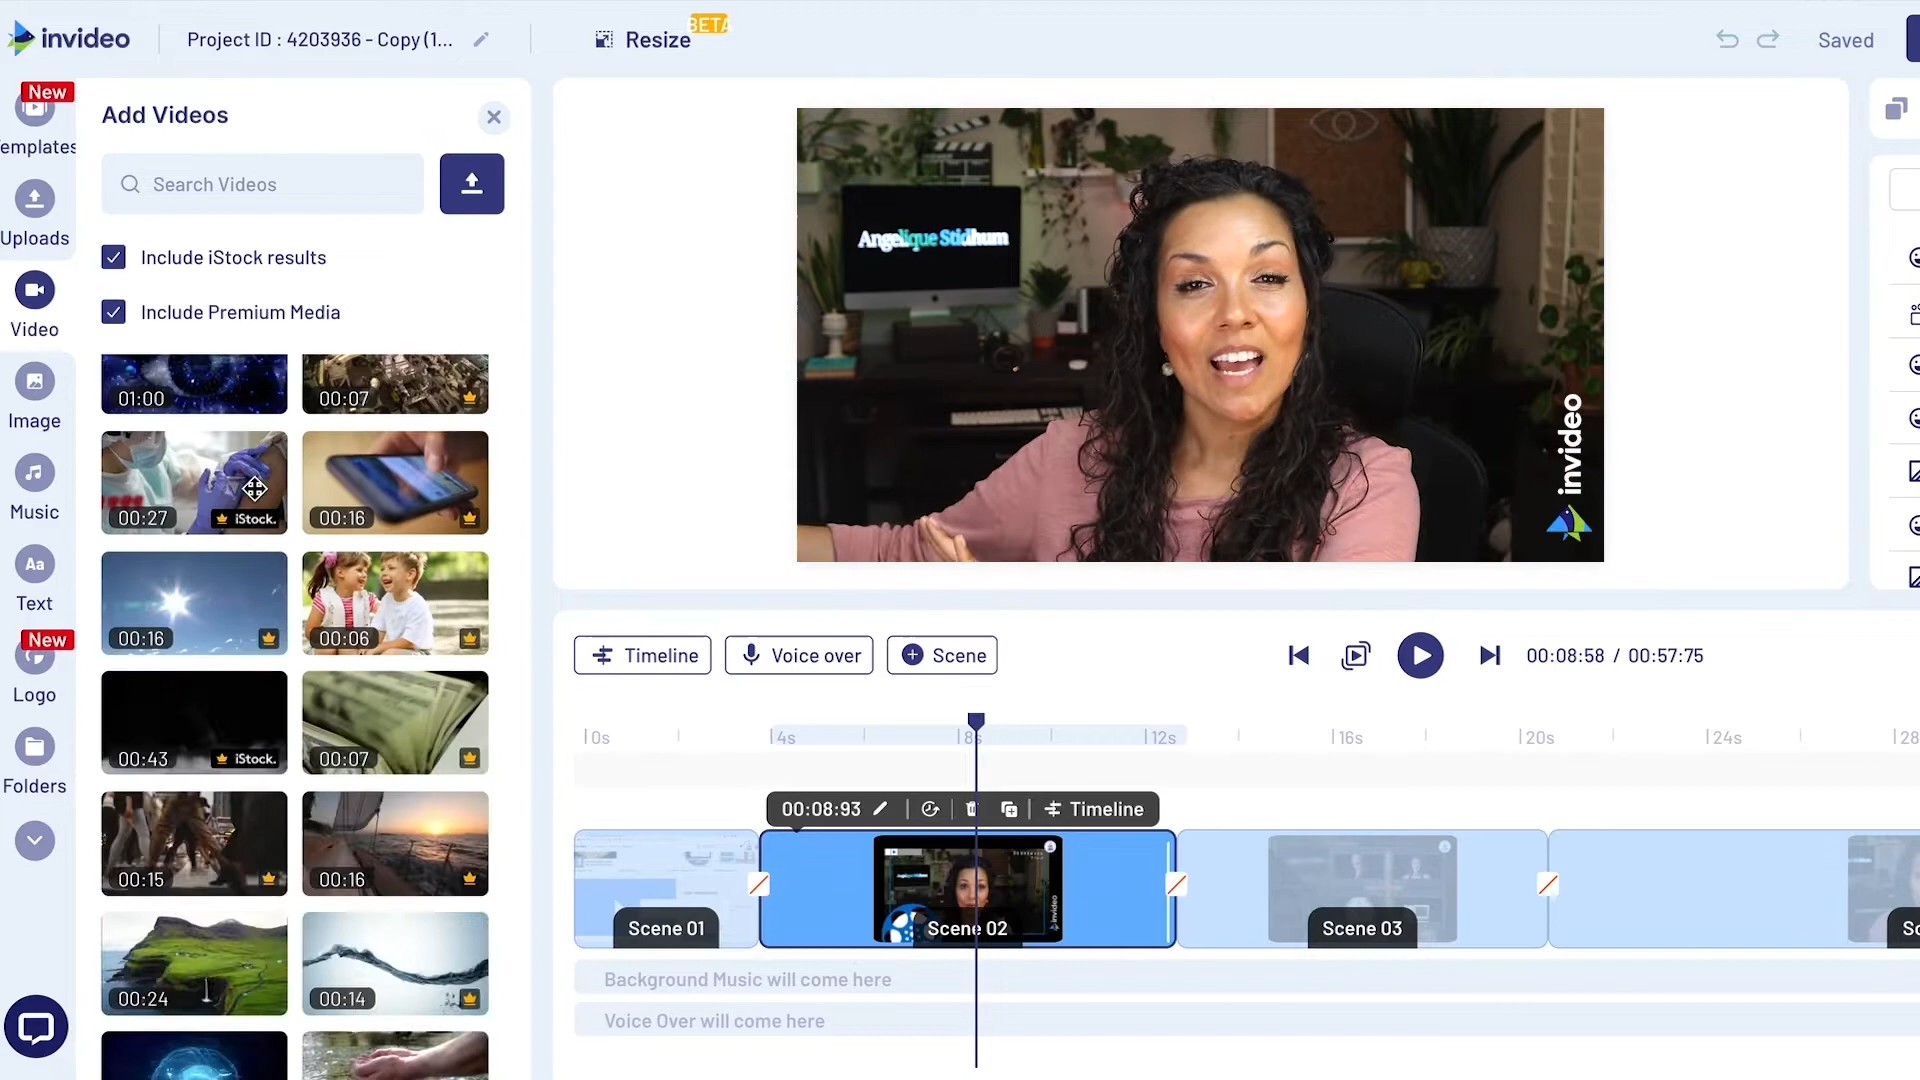 invideo
Project ID : 4203936 - Copy (1...
Resize
BETA
Saved
New
emplates
Uploads
Video
Image
Music
Aa
Text
New
Logo
Folders
Add Videos
Search Videos
Include iStock results
Include Premium Media
01:00
00:07
00:27
iStock.
00:16
00:16
00:06
00:43
iStock.
00:07
00:15
00:16
00:24
00:14
Angelique Stidhum
invideo
Timeline
Voice over
Scene
00:08:58 / 00:57:75
0s
4s
8s
12s
16s
20s
24s
28
00:08:93
Timeline
Scene 01
Scene 02
Scene 03
Sc
Background Music will come here
Voice Over will come here